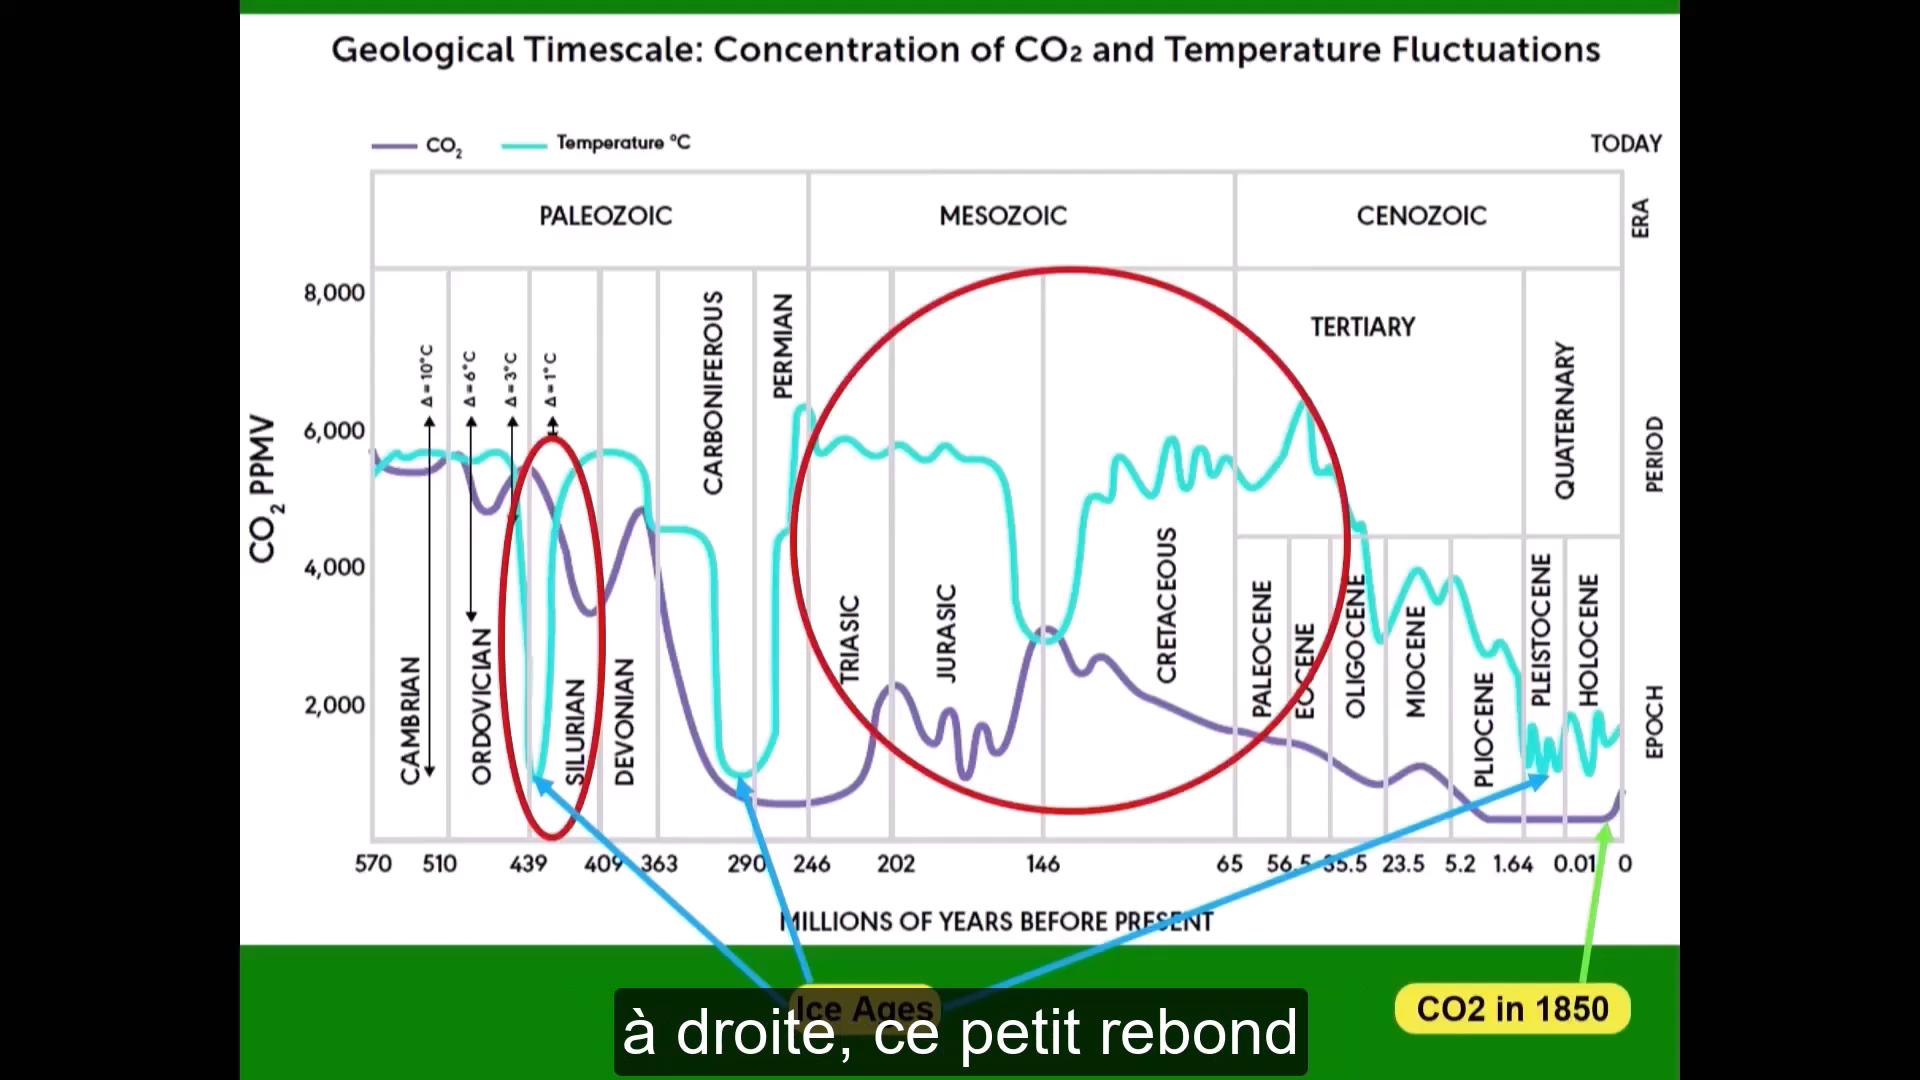 Geological Timescale: Concentration of CO2 and Temperature Fluctuations
CO2
Temperature °C
TODAY
PALEOZOIC
MESOZOIC
CENOZOIC
ERA
8,000
6,000
4,000
2,000
CO2 PPMV
Δ = 10°C
Δ = 6°C
Δ = 3°C
Δ = 1°C
CAMBRIAN
ORDOVICIAN
SILURIAN
DEVONIAN
CARBONIFEROUS
PERMIAN
TRIASIC
JURASIC
CRETACEOUS
TERTIARY
QUATERNARY
PERIOD
PALEOCENE
EOCENE
OLIGOCENE
MIOCENE
PLIOCENE
PLEISTOCENE
HOLOCENE
EPOCH
570 510 439 409 363 290 246 202 146 65 56.5 35.5 23.5 5.2 1.64 0.01 0
MILLIONS OF YEARS BEFORE PRESENT
Ice Ages
CO2 in 1850
à droite, ce petit rebond